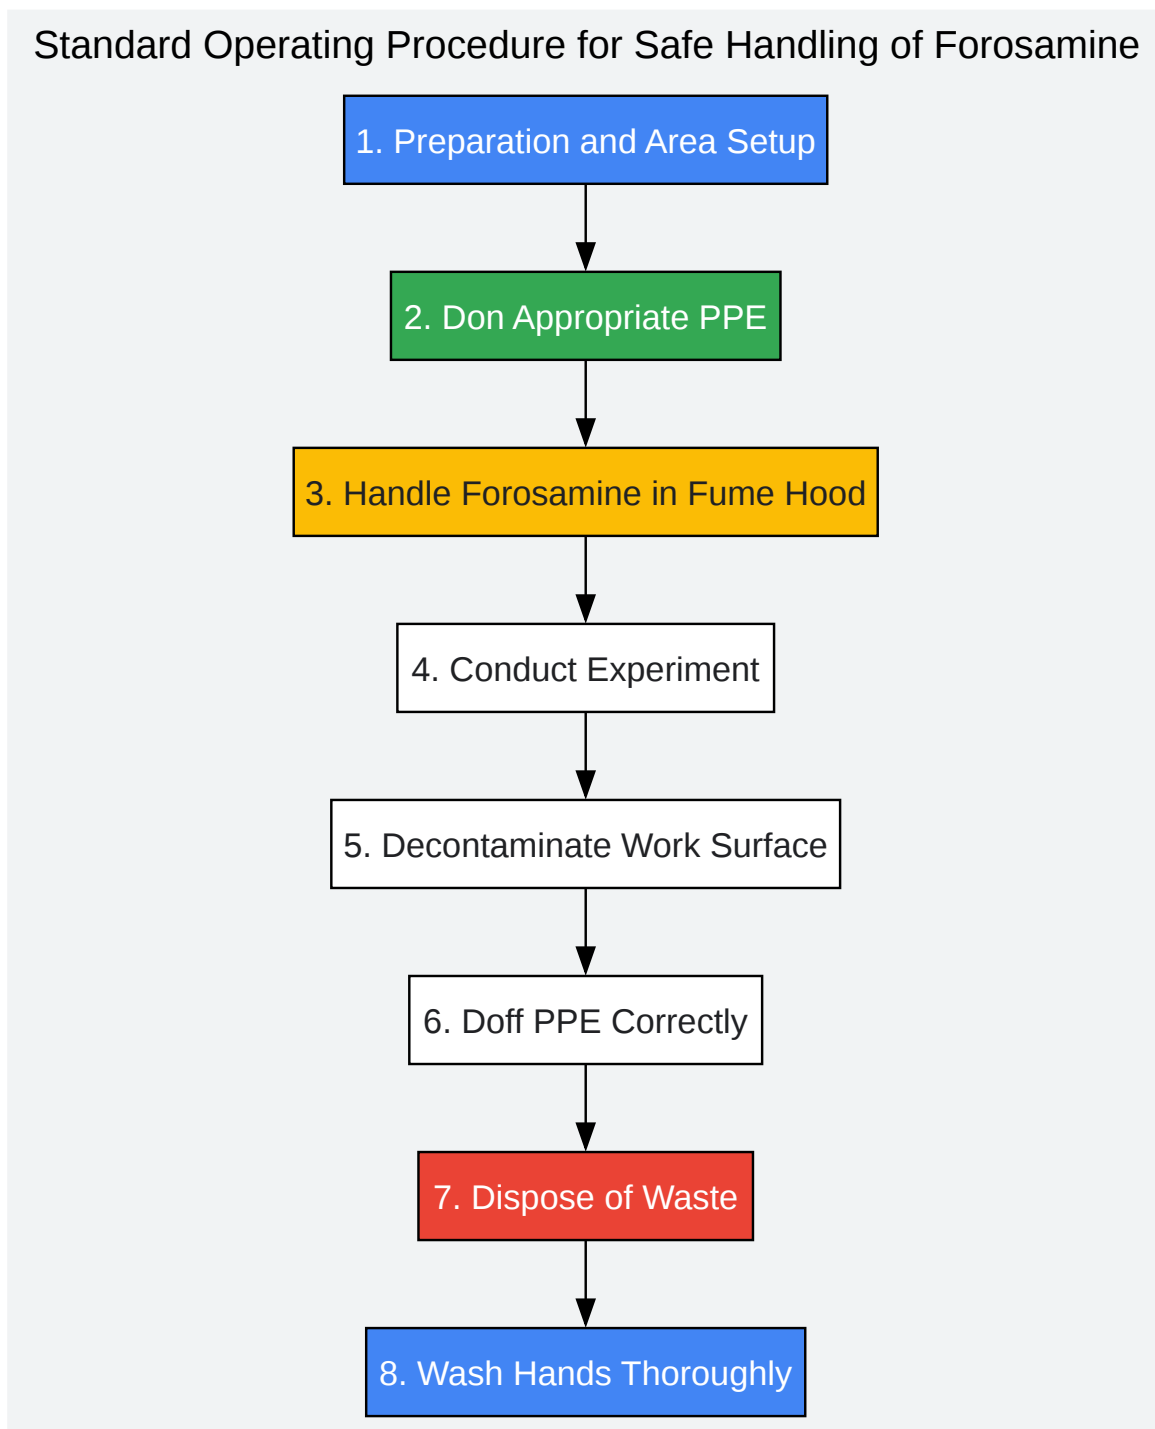 Standard Operating Procedure for Safe Handling of Forosamine
1. Preparation and Area Setup
2. Don Appropriate PPE
3. Handle Forosamine in Fume Hood
4. Conduct Experiment
5. Decontaminate Work Surface
6. Doff PPE Correctly
7. Dispose of Waste
8. Wash Hands Thoroughly